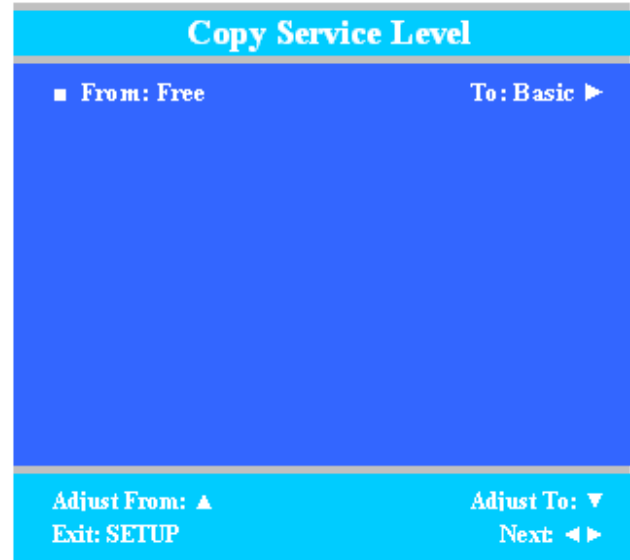 Copy Service Level
■ From: Free To: Basic ▶
Adjust From: ▲ Adjust To: ▼
Exit: SETUP Next: ◀▶